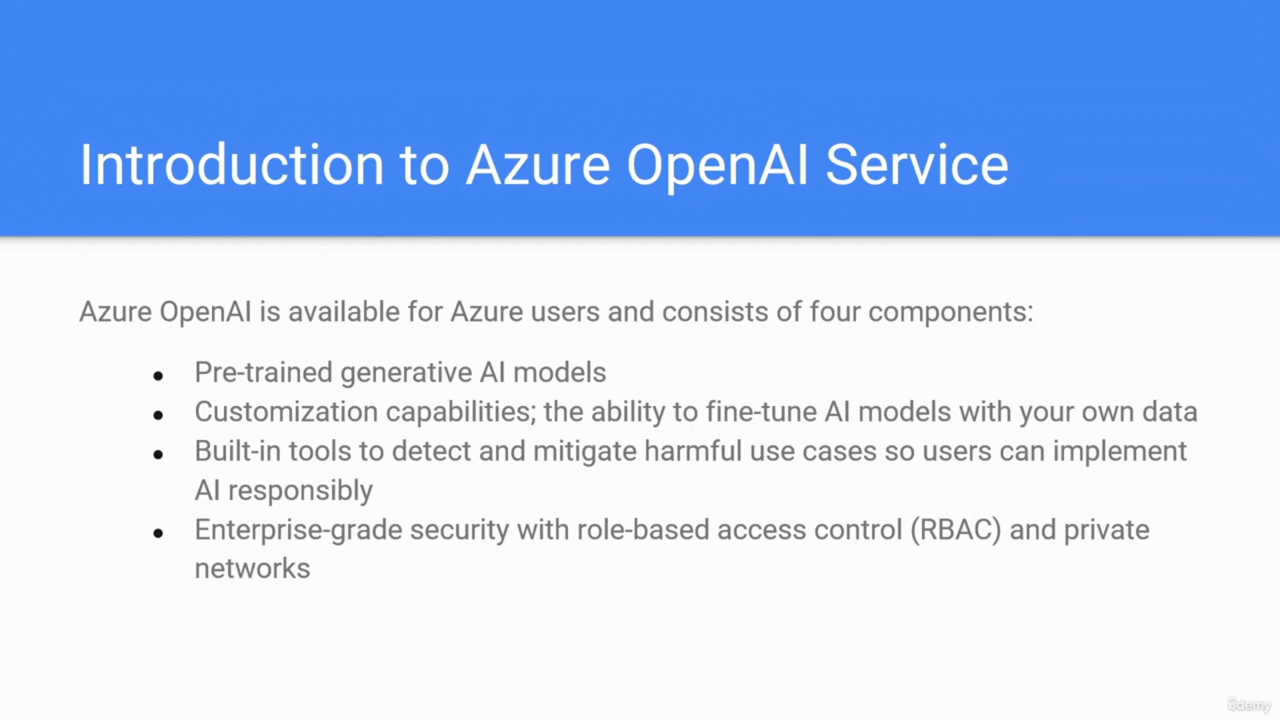 Introduction to Azure OpenAI Service
Azure OpenAI is available for Azure users and consists of four components:
● Pre-trained generative AI models
● Customization capabilities; the ability to fine-tune AI models with your own data
● Built-in tools to detect and mitigate harmful use cases so users can implement
AI responsibly
● Enterprise-grade security with role-based access control (RBAC) and private
networks
ûdemy